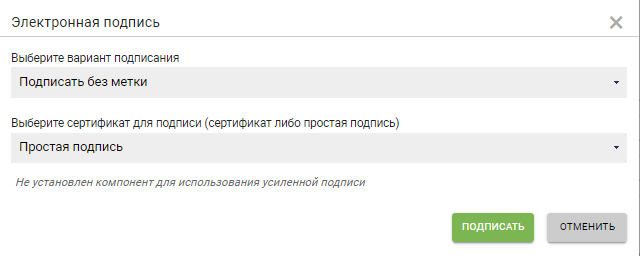 Электронная подпись
Выберите вариант подписания
Подписать без метки
Выберите сертификат для подписи (сертификат либо простая подпись)
Простая подпись
Не установлен компонент для использования усиленной подписи
ПОДПИСАТЬ ОТМЕНИТЬ